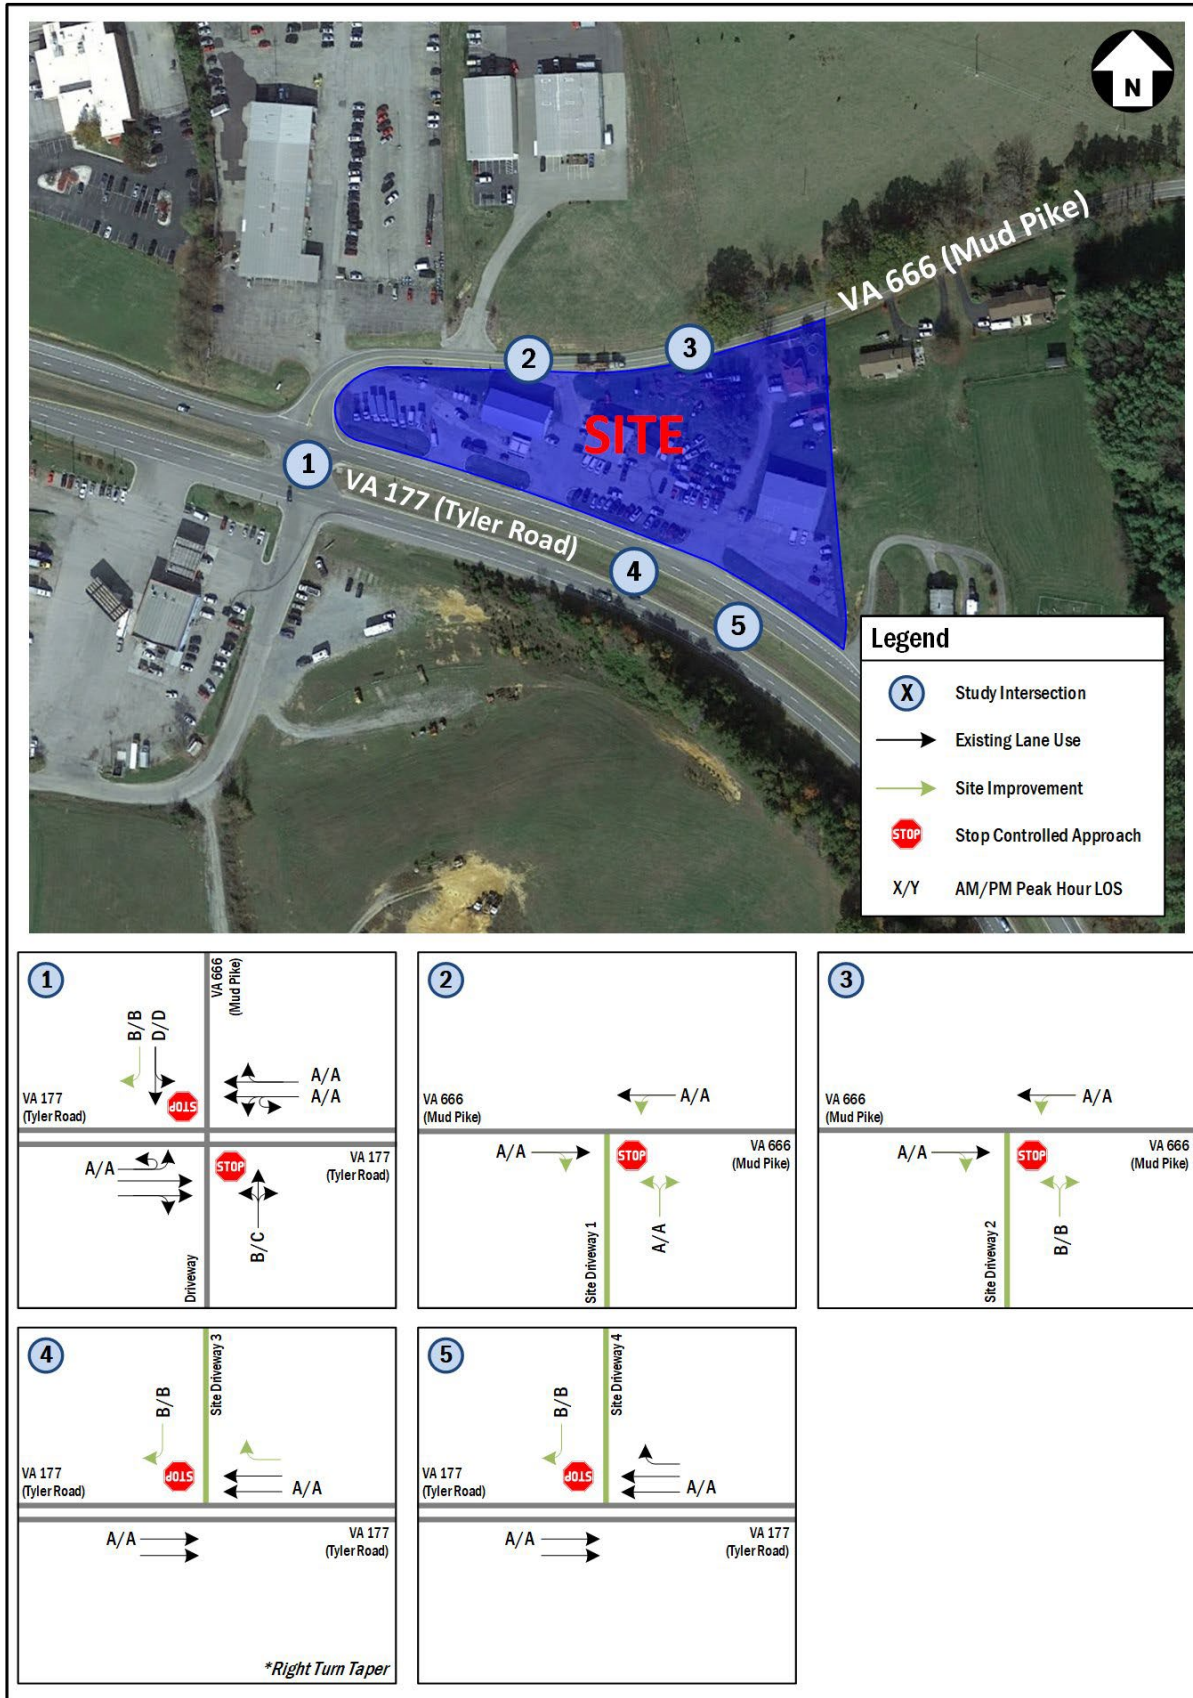 N
VA 666 (Mud Pike)
3
2
SITE
1
VA 177 (Tyler Road)
4
5
Legend
X Study Intersection
Existing Lane Use
Site Improvement
STOP Stop Controlled Approach
X/Y AM/PM Peak Hour LOS
1
VA 666
(Mud Pike)
B/B
D/D
A/A
A/A
VA 177
(Tyler Road)
STOP
A/A
STOP
VA 177
(Tyler Road)
B/C
Driveway
2
A/A
VA 666
(Mud Pike)
A/A
STOP
VA 666
(Mud Pike)
A/A
Site Driveway 1
3
A/A
VA 666
(Mud Pike)
A/A
STOP
VA 666
(Mud Pike)
B/B
Site Driveway 2
4
Site Driveway 3
B/B
VA 177
(Tyler Road)
STOP
A/A
A/A
VA 177
(Tyler Road)
*Right Turn Taper
5
Site Driveway 4
B/B
VA 177
(Tyler Road)
STOP
A/A
A/A
VA 177
(Tyler Road)